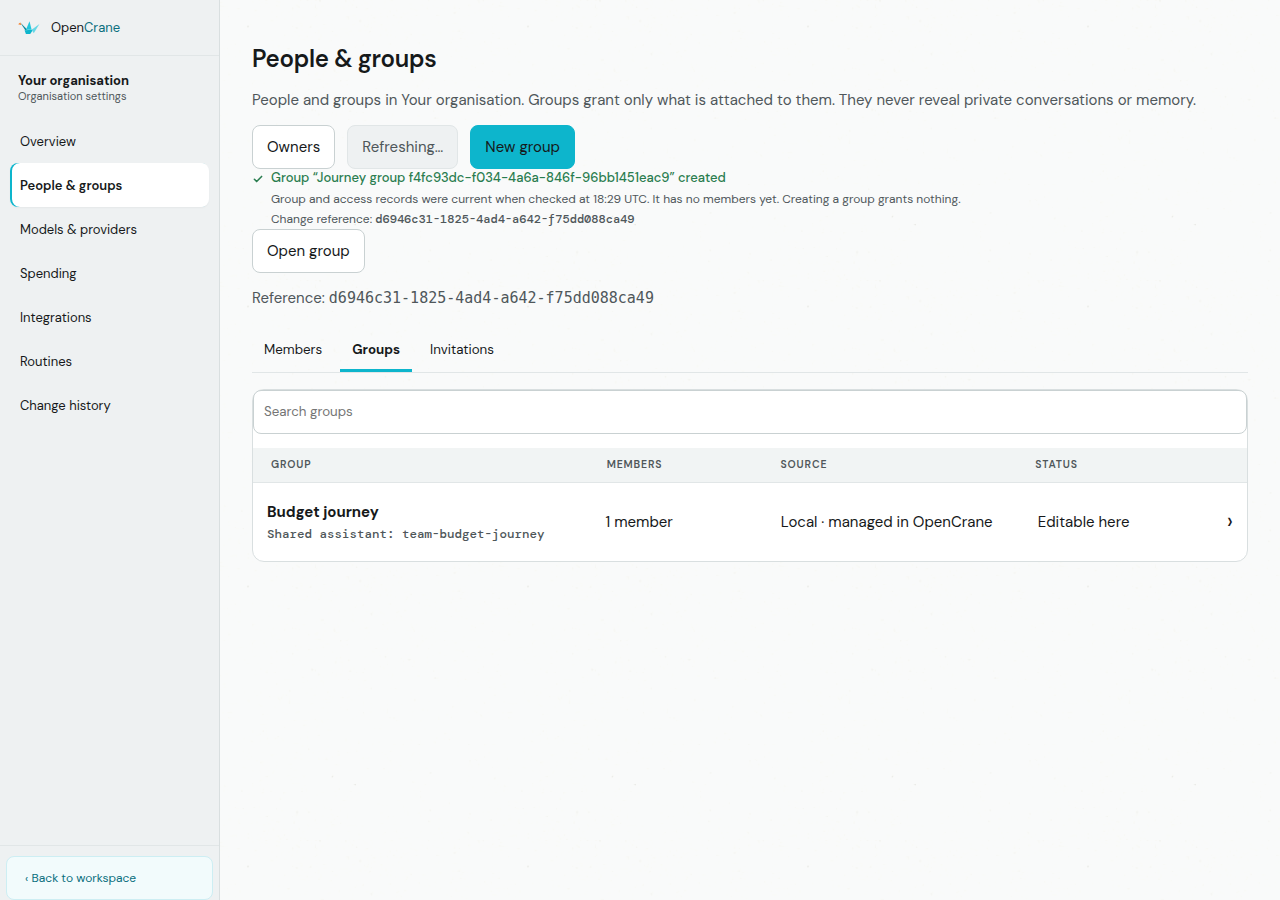 OpenCrane
Your organisation
Organisation settings
Overview
People & groups
Models & providers
Spending
Integrations
Routines
Change history
‹ Back to workspace
People & groups
People and groups in Your organisation. Groups grant only what is attached to them. They never reveal private conversations or memory.
Owners
Refreshing…
New group
Group “Journey group f4fc93dc-f034-4a6a-846f-96bb1451eac9” created
Group and access records were current when checked at 18:29 UTC. It has no members yet. Creating a group grants nothing.
Change reference: d6946c31-1825-4ad4-a642-f75dd088ca49
Open group
Reference: d6946c31-1825-4ad4-a642-f75dd088ca49
Members Groups Invitations
Search groups
GROUP MEMBERS SOURCE STATUS
Budget journey
Shared assistant: team-budget-journey
1 member
Local · managed in OpenCrane
Editable here ›